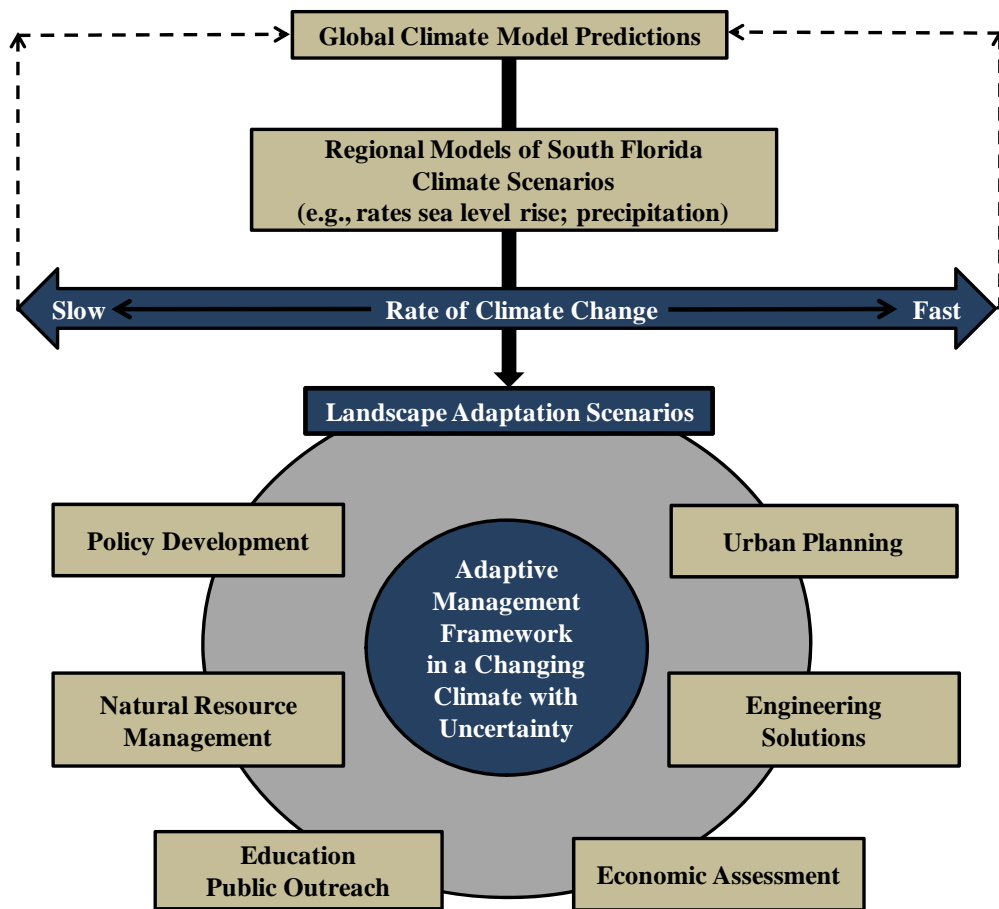 Global Climate Model Predictions
Regional Models of South Florida
Climate Scenarios
(e.g., rates sea level rise; precipitation)
Slow
Rate of Climate Change
Fast
Landscape Adaptation Scenarios
Policy Development
Urban Planning
Adaptive
Management
Framework
in a Changing
Climate with
Uncertainty
Natural Resource
Management
Engineering
Solutions
Education
Public Outreach
Economic Assessment